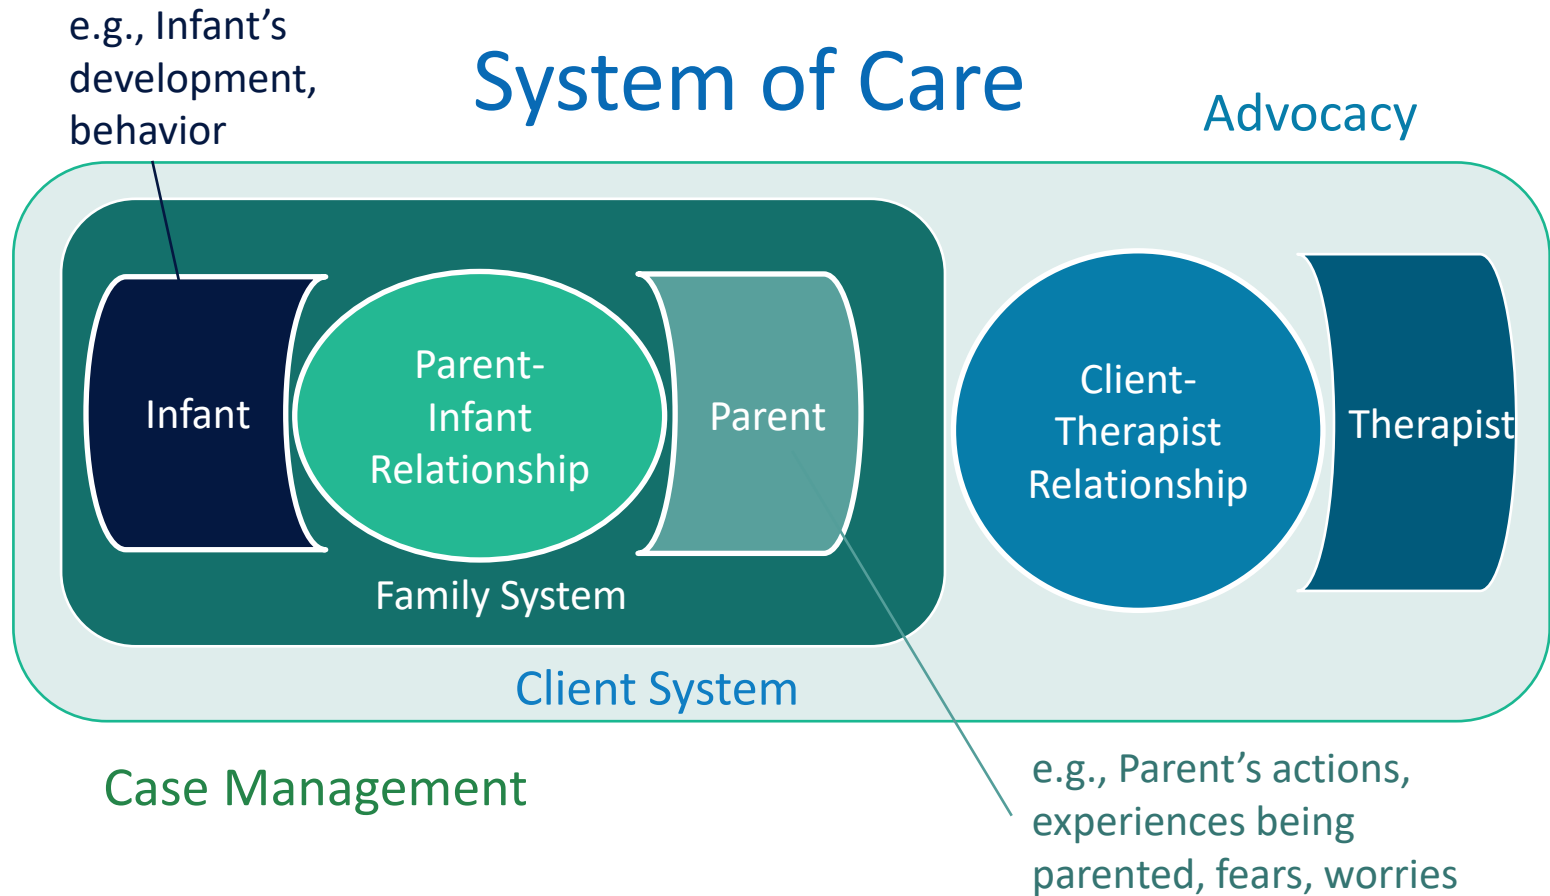 e.g., Infant’s
development,
behavior
System of Care
Advocacy
Infant
Parent-
Infant
Relationship
Parent
Client-
Therapist
Relationship
Therapist
Family System
Client System
Case Management
e.g., Parent’s actions,
experiences being
parented, fears, worries